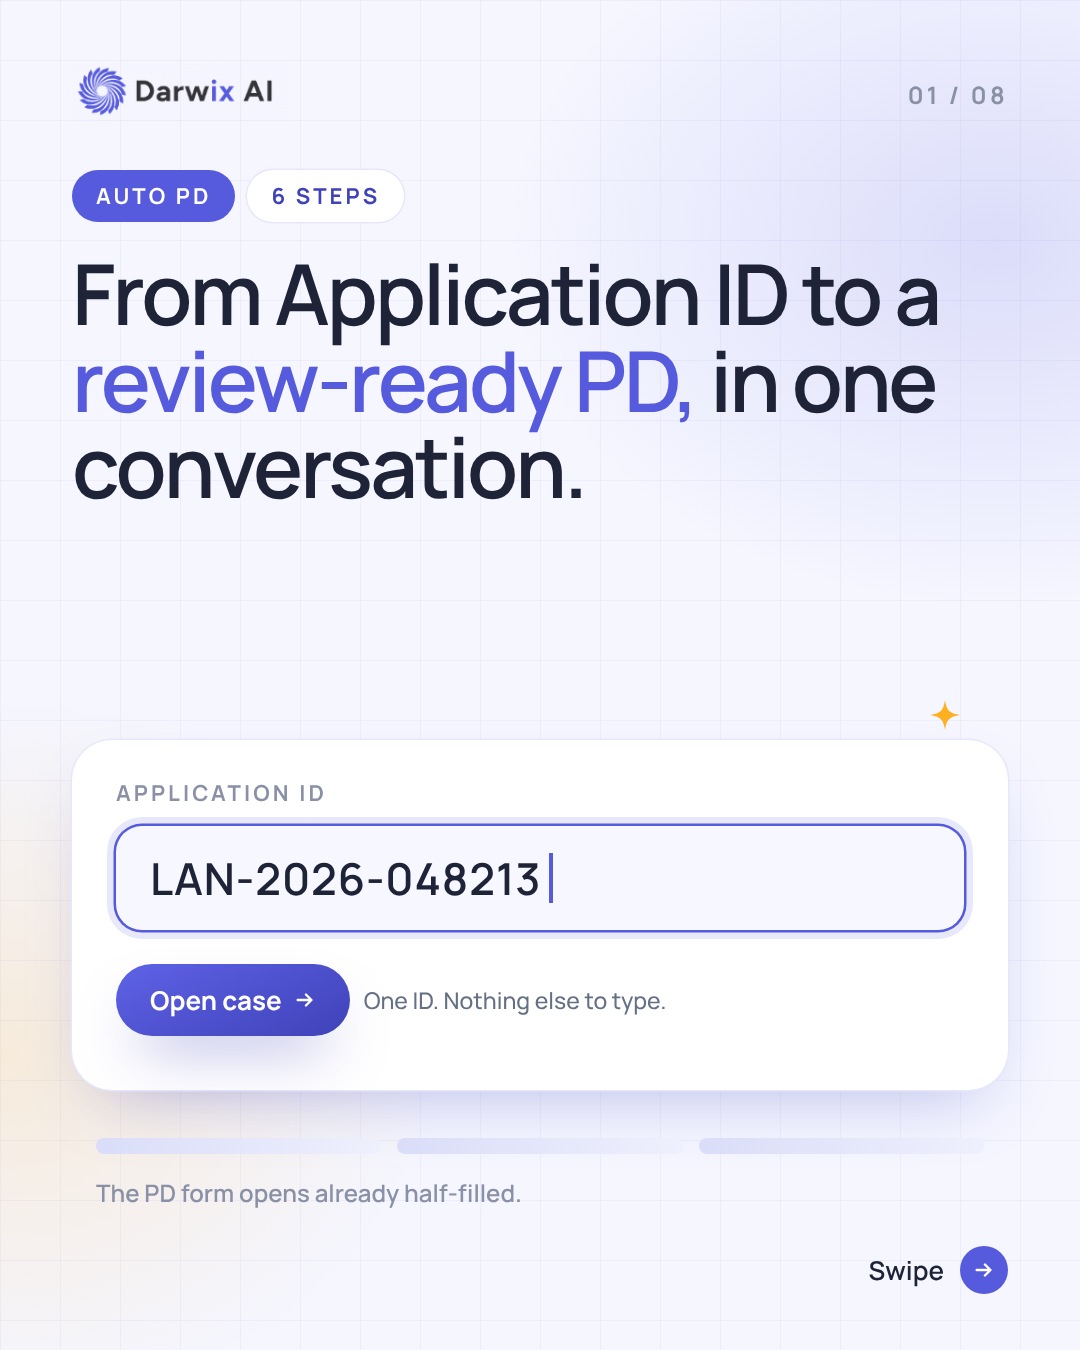 Darwix AI
01 / 08
AUTO PD
6 STEPS
From Application ID to a
review-ready PD, in one
conversation.
APPLICATION ID
LAN-2026-048213
Open case →
One ID. Nothing else to type.
The PD form opens already half-filled.
Swipe →